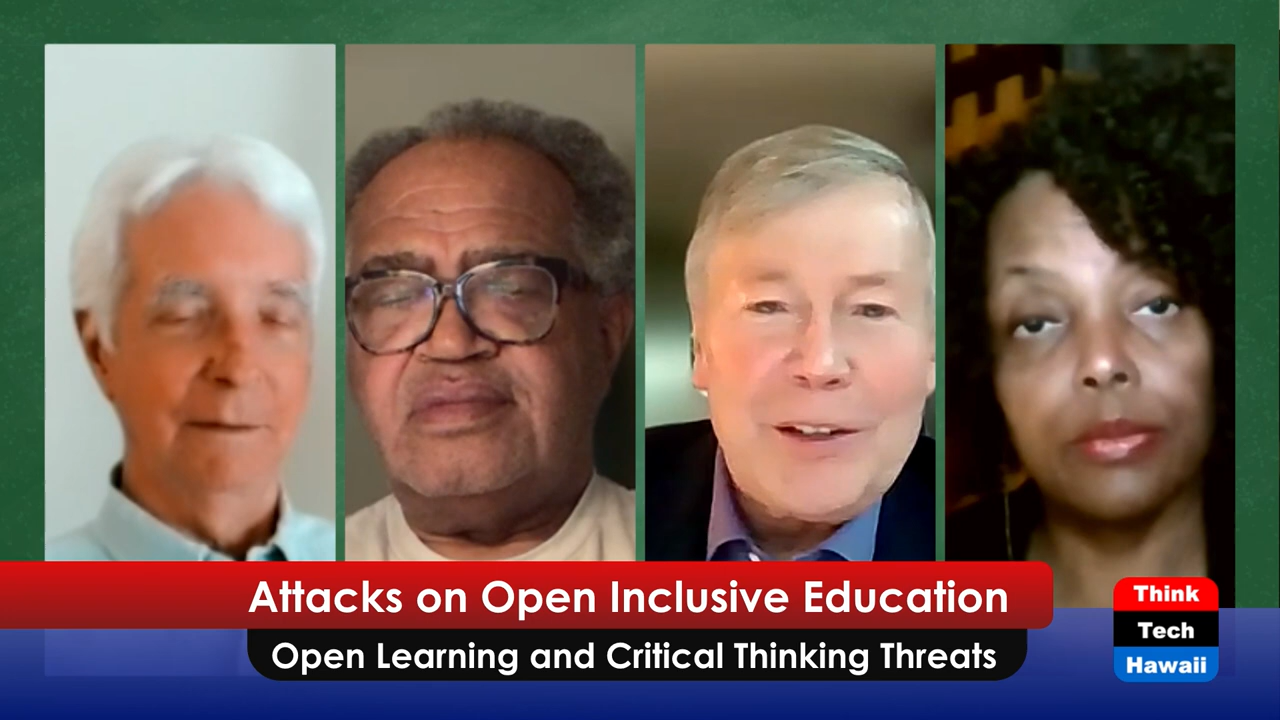 Attacks on Open Inclusive Education
Open Learning and Critical Thinking Threats
Think
Tech
Hawaii